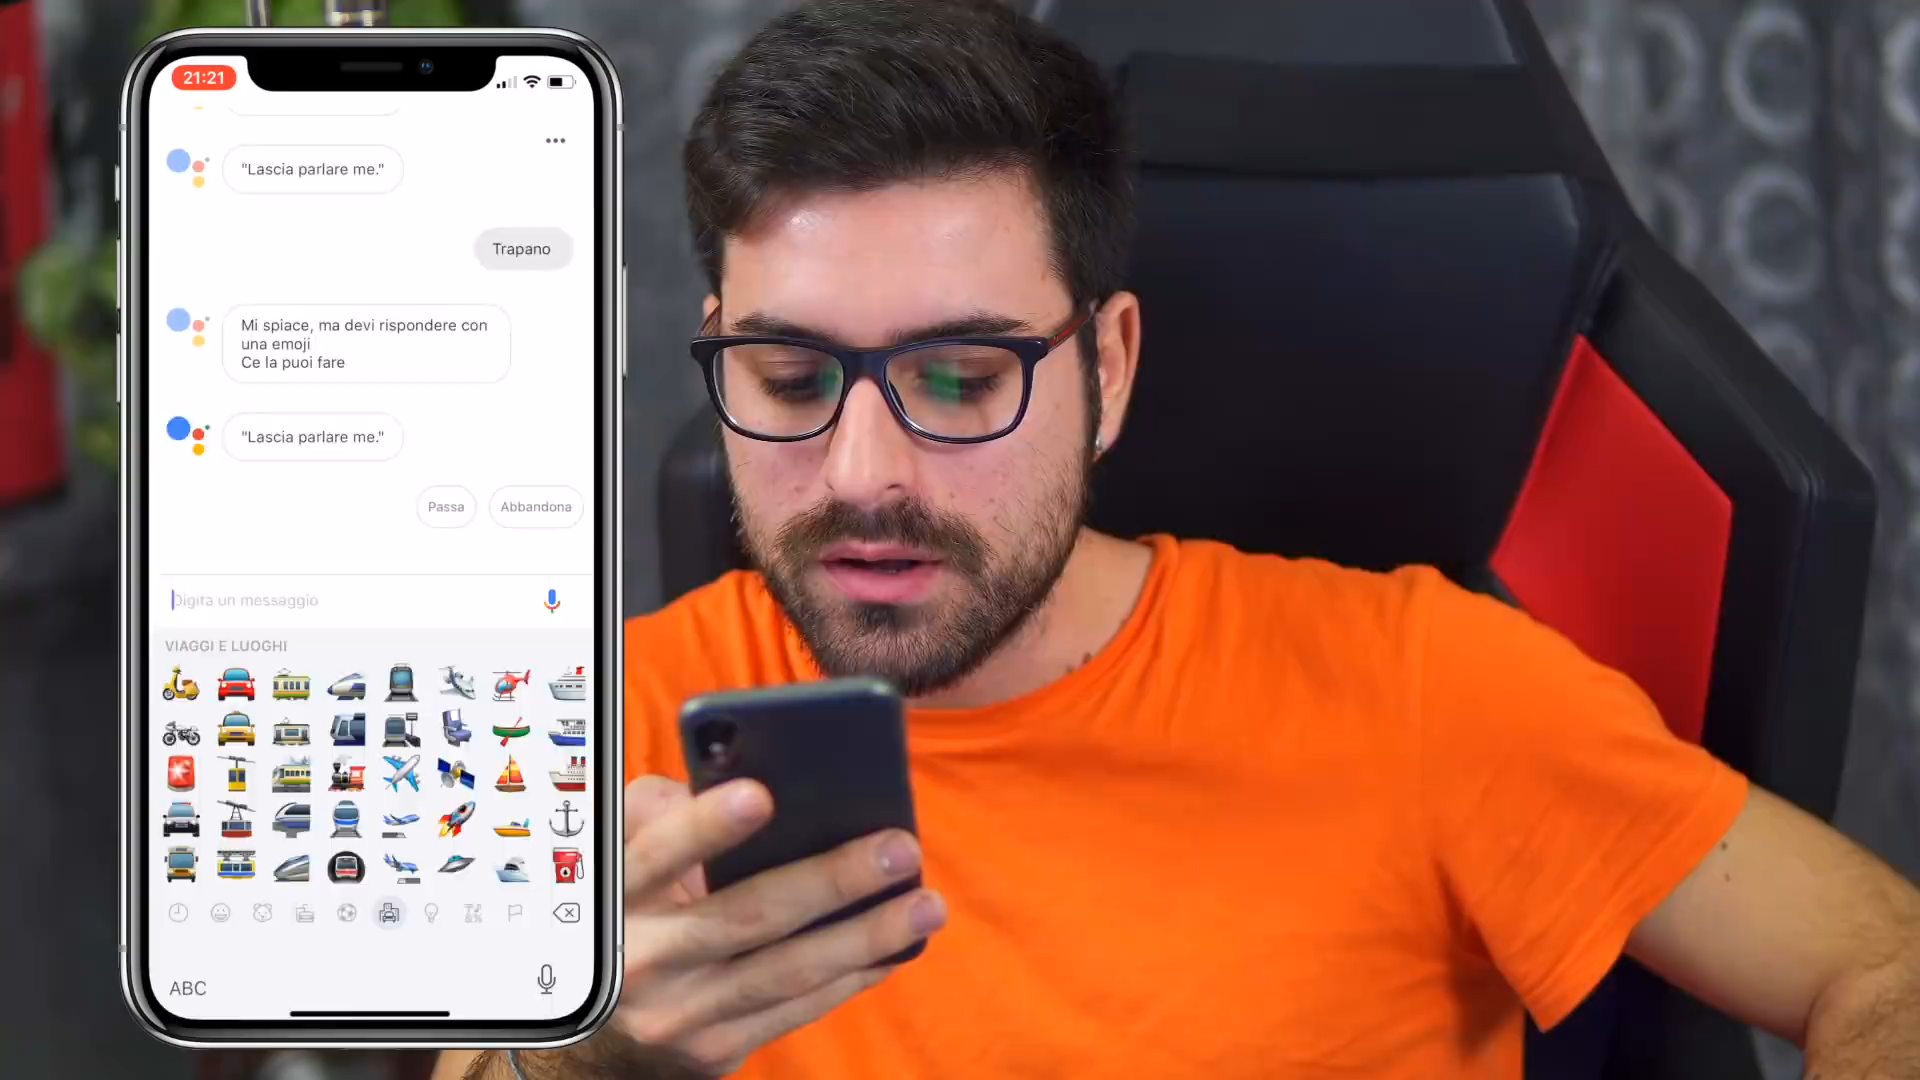 21:21
"Lascia parlare me."
Trapano
Mi spiace, ma devi rispondere con
una emoji
Ce la puoi fare
"Lascia parlare me."
Passa
Abbandona
Digita un messaggio
VIAGGI E LUOGHI
ABC